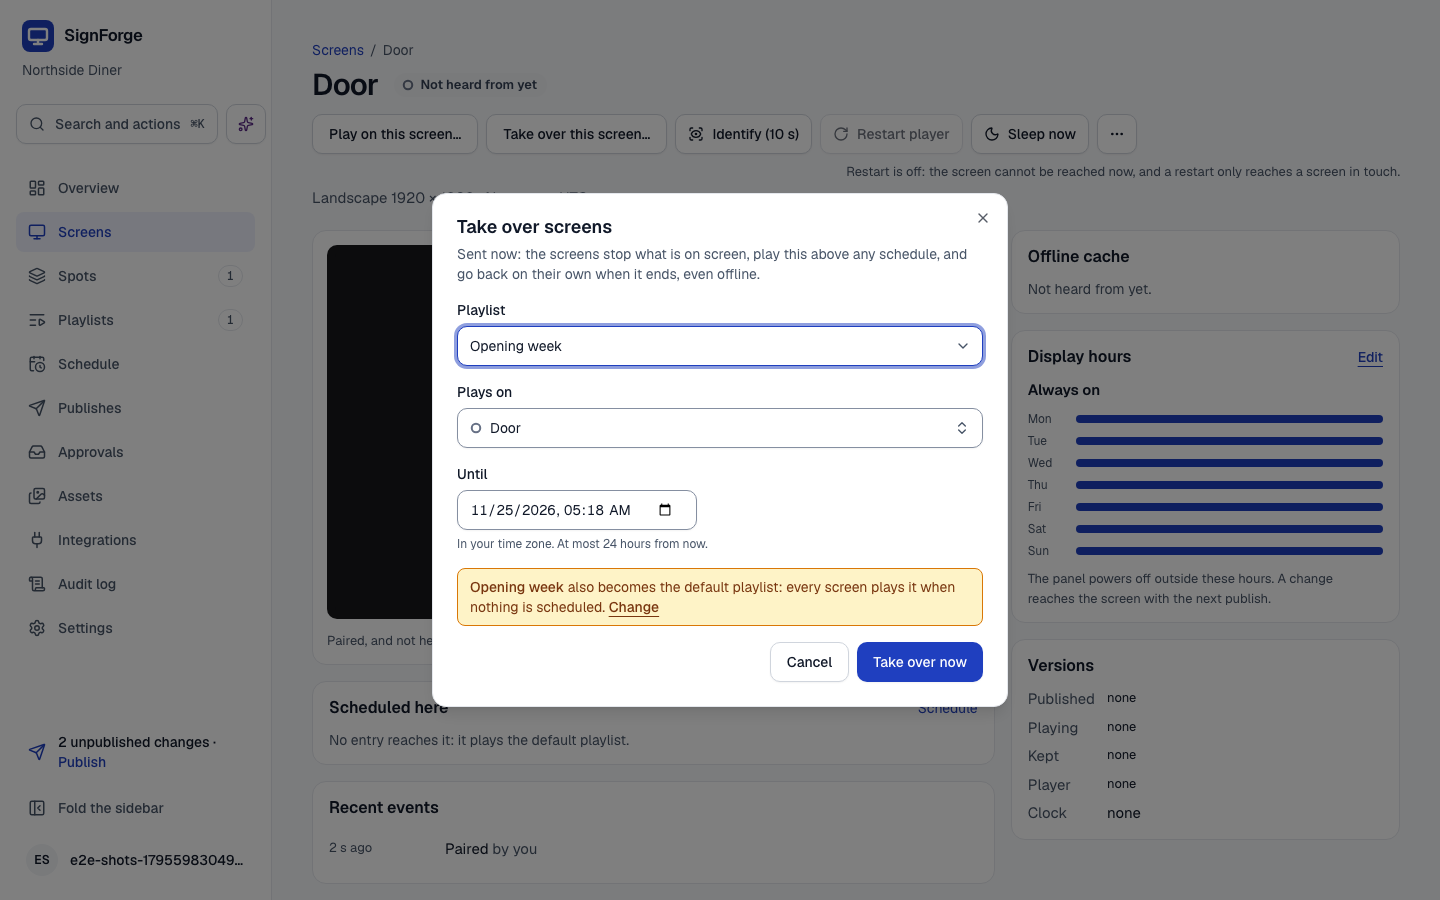 SignForge
Northside Diner
Search and actions ⌘K
Overview
Screens
Spots 1
Playlists 1
Schedule
Publishes
Approvals
Assets
Integrations
Audit log
Settings
2 unpublished changes ·
Publish
Fold the sidebar
ES e2e-shots-17955983049...
Screens / Door
Door Not heard from yet
Play on this screen... Take over this screen... Identify (10 s) Restart player Sleep now ...
Restart is off: the screen cannot be reached now, and a restart only reaches a screen in touch.
Landscape 1920
Take over screens
Sent now: the screens stop what is on screen, play this above any schedule, and
go back on their own when it ends, even offline.
Playlist
Opening week
Plays on
Door
Until
11/25/2026, 05:18 AM
In your time zone. At most 24 hours from now.
Opening week also becomes the default playlist: every screen plays it when
nothing is scheduled. Change
Cancel Take over now
Paired, and not he
Scheduled here Schedule
No entry reaches it: it plays the default playlist.
Recent events
2 s ago Paired by you
Offline cache
Not heard from yet.
Display hours Edit
Always on
Mon
Tue
Wed
Thu
Fri
Sat
Sun
The panel powers off outside these hours. A change
reaches the screen with the next publish.
Versions
Published none
Playing none
Kept none
Player none
Clock none